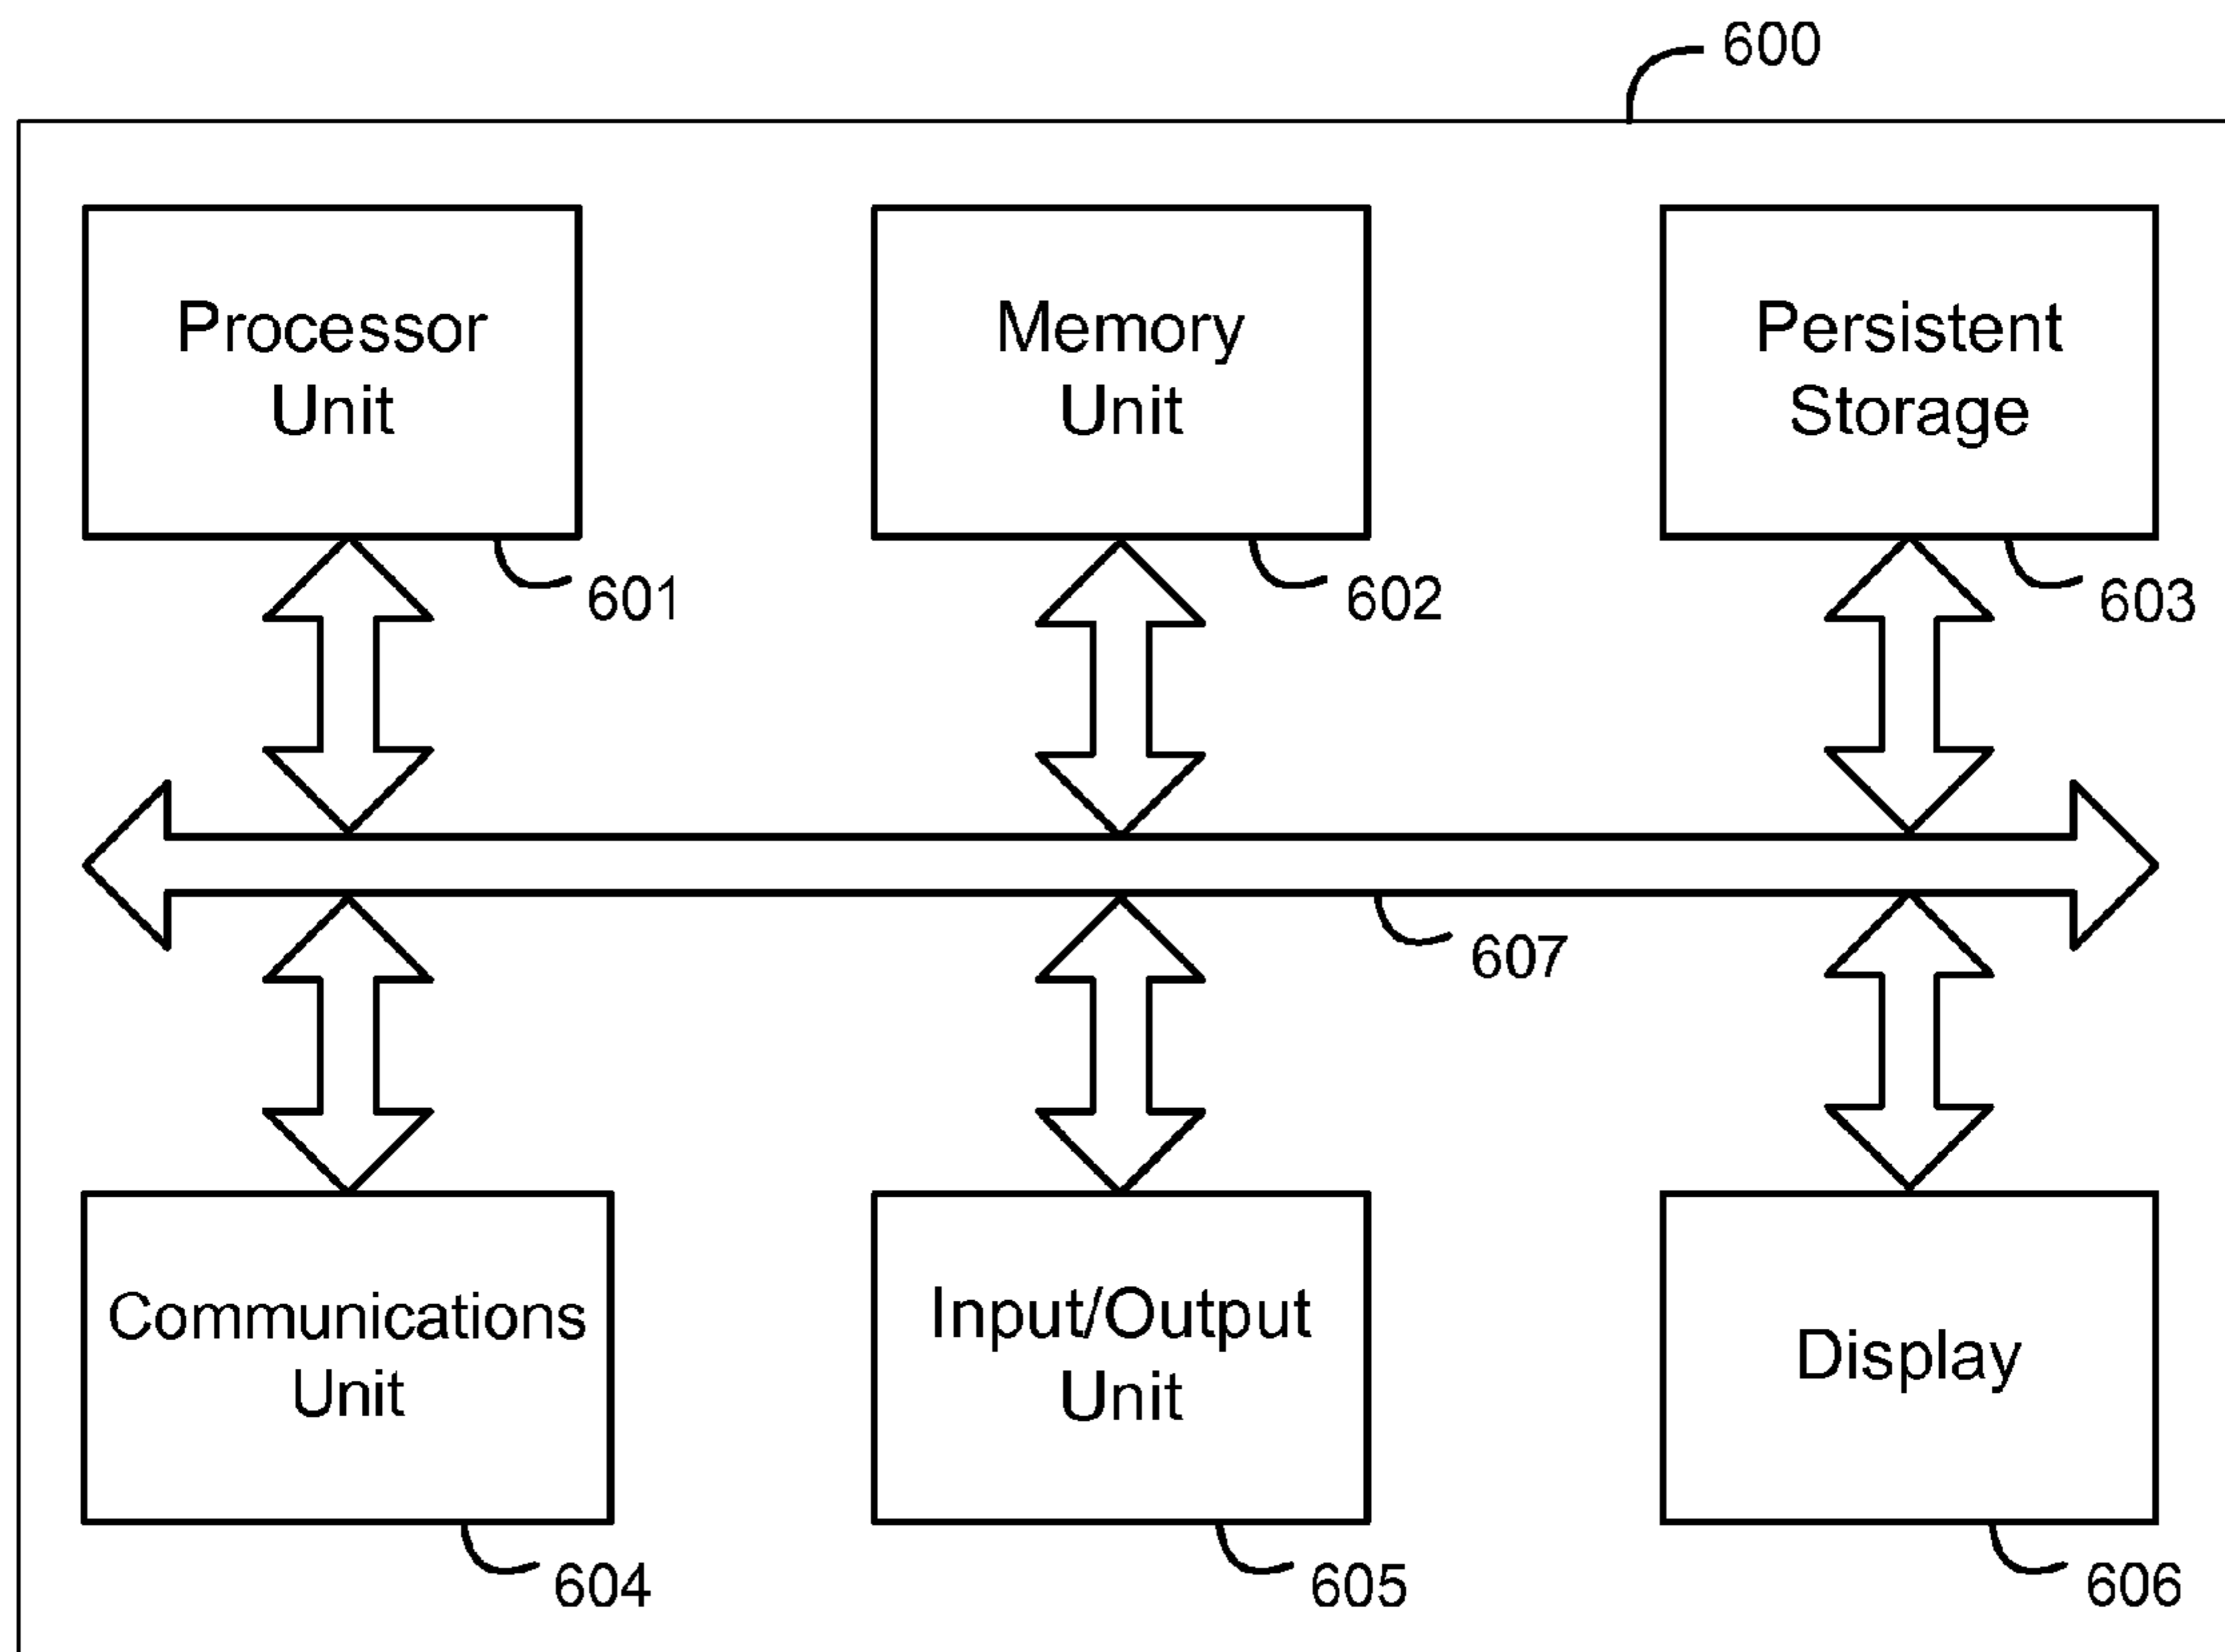 600
Processor
Unit
Memory
Unit
Persistent
Storage
601
602
603
607
Communications
Unit
Input/Output
Unit
Display
604
605
606